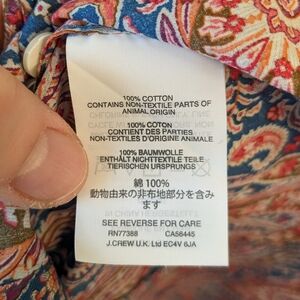 100% COTTON
CONTAINS NON-TEXTILE PARTS OF
ANIMAL ORIGIN
100% COTON
CONTIENT DES PARTIES
NON-TEXTILES D'ORIGINE ANIMALE
100% BAUMWOLLE
ENTHÄLT NICHTTEXTILE TEILE
TIERISCHEN URSPRUNGS
綿 100%
動物由来の非布地部分を含み
ます
SEE REVERSE FOR CARE
RN77388 CA56445
J.CREW U.K. Ltd EC4V 6JA